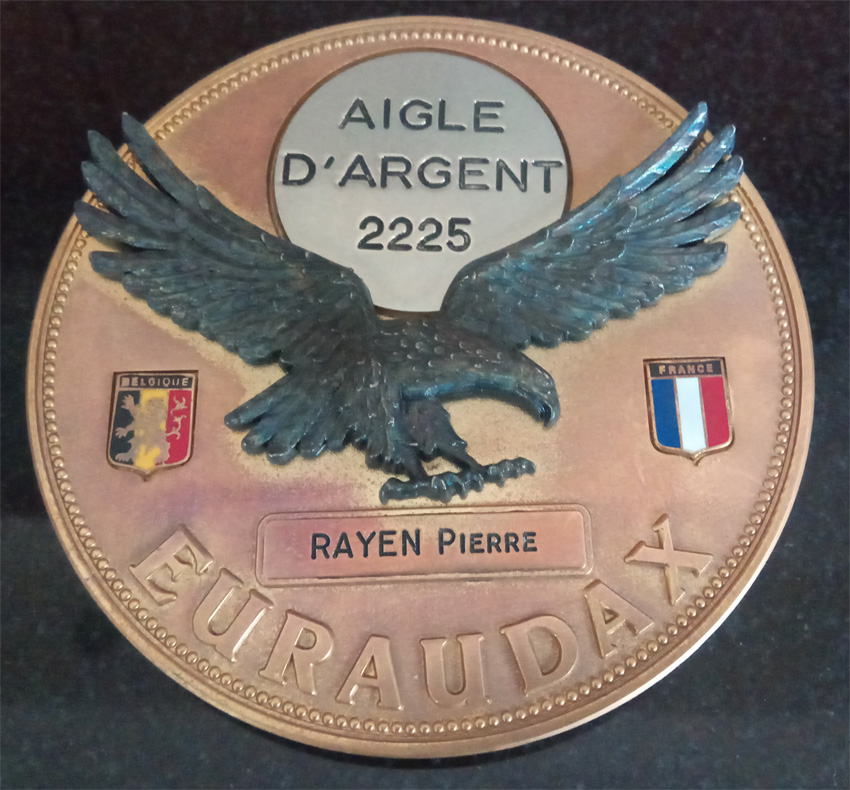 AIGLE
D'ARGENT
2225
BELGIQUE
FRANCE
RAYEN PIERRE
EURAUDAX